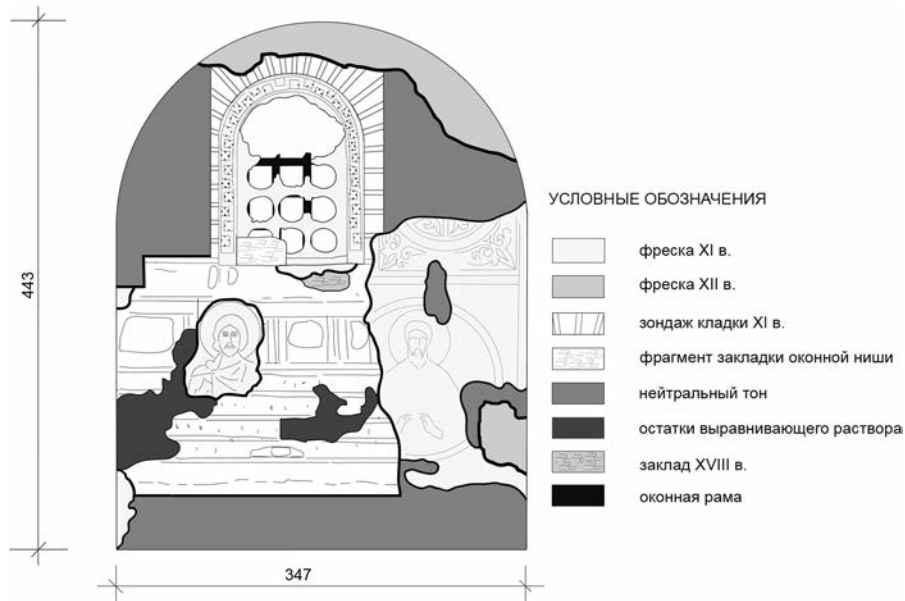 443
347
УСЛОВНЫЕ ОБОЗНАЧЕНИЯ
фреска XI в.
фреска XII в.
зондаж кладки XI в.
фрагмент закладки оконной ниши
нейтральный тон
остатки выравнивающего раствора
заклад XVIII в.
оконная рама